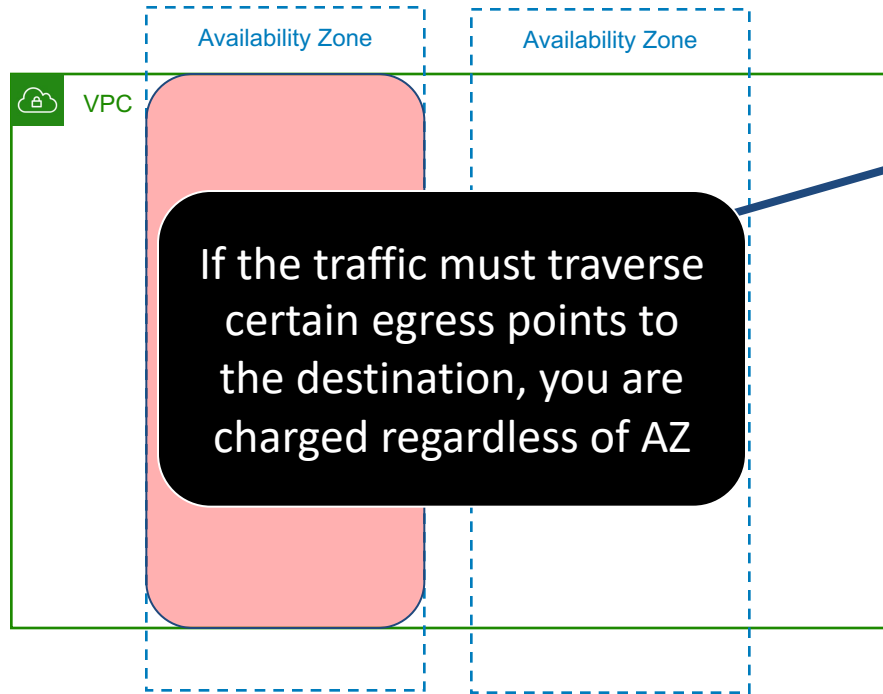 Availability Zone
Availability Zone
VPC
If the traffic must traverse
certain egress points to
the destination, you are
charged regardless of AZ